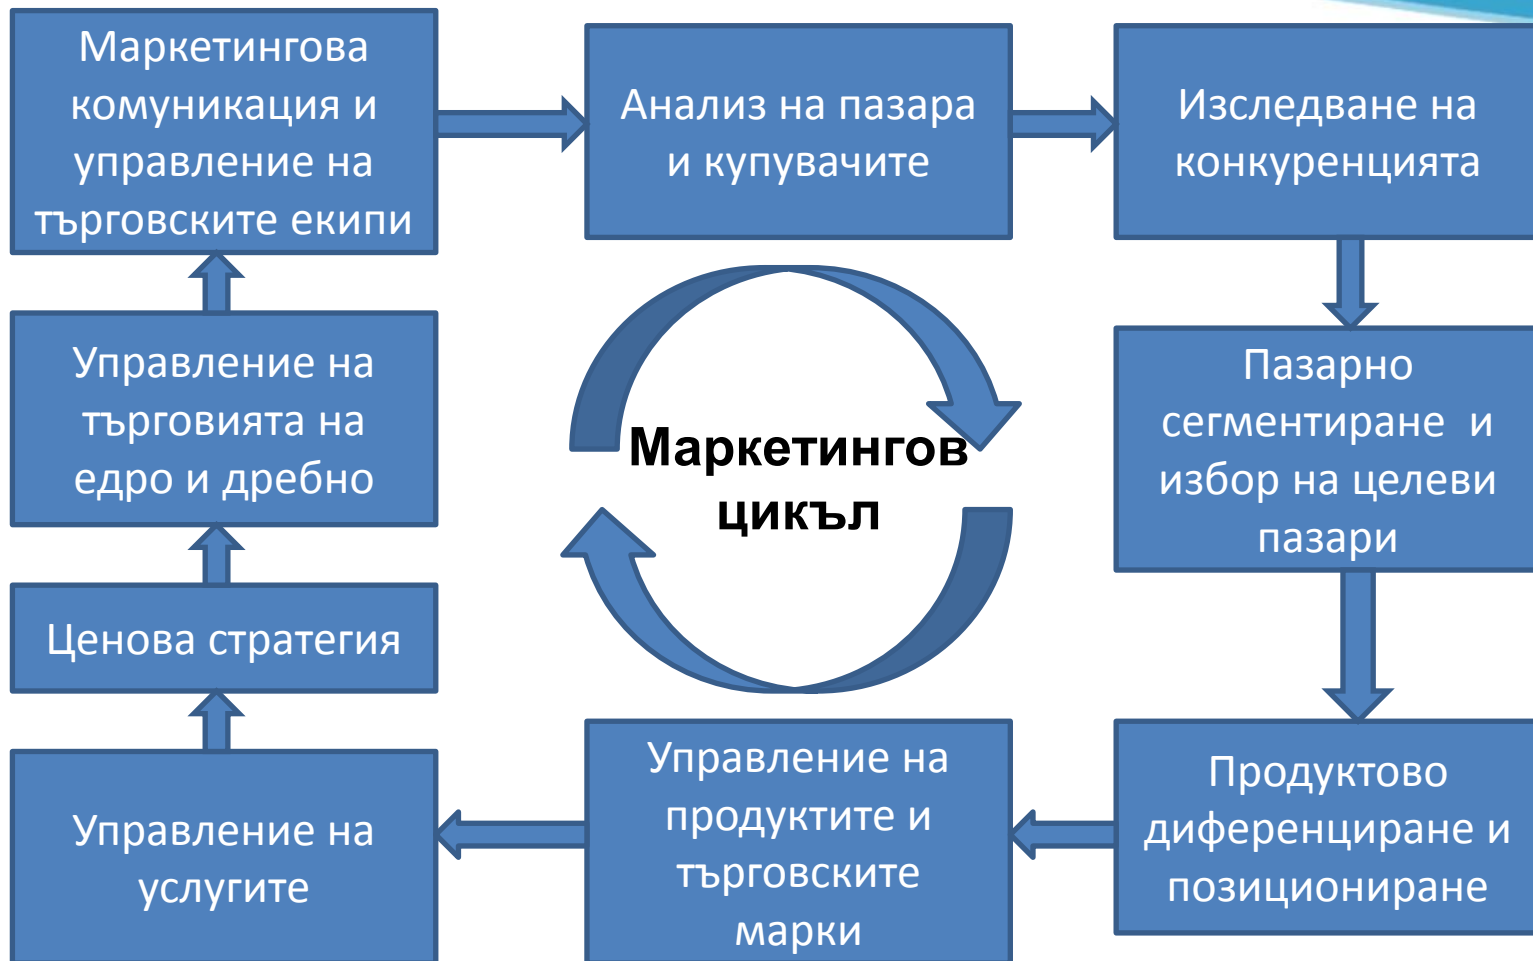 Маркетингова
комуникация и
управление на
търговските екипи
Анализ на пазара
и купувачите
Изследване на
конкуренцията
Управление на
търговията на
едро и дребно
Маркетингов
цикъл
Пазарно
сегментиране  и
избор на целеви
пазари
Ценова стратегия
Управление на
услугите
Управление на
продуктите и
търговските
марки
Продуктово
диференциране и
позициониране